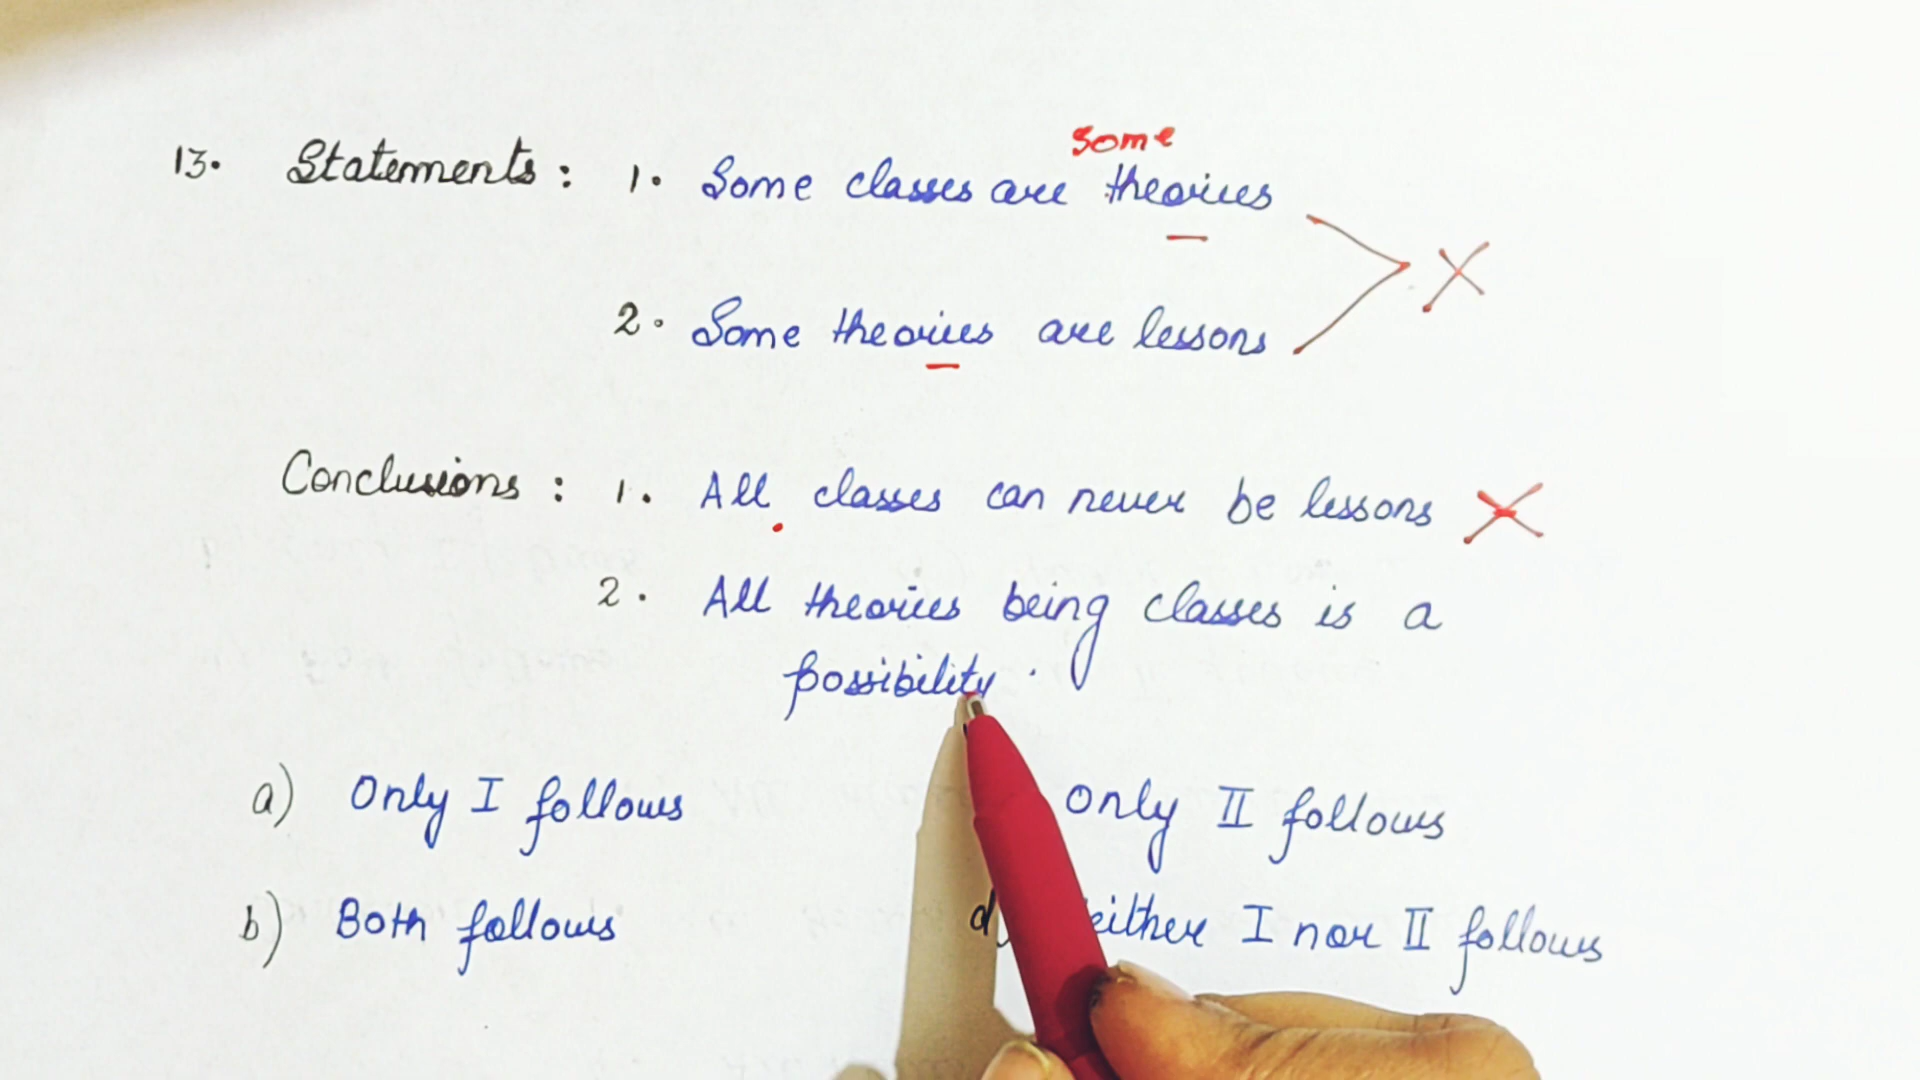 some
13. Statements : 1. Some classes are theories
2. Some theories are lessons
Conclusions : 1. All classes can never be lessons
2. All theories being classes is a
possibility.
a) Only I follows only II follows
b) Both follows d) either I nor II follows